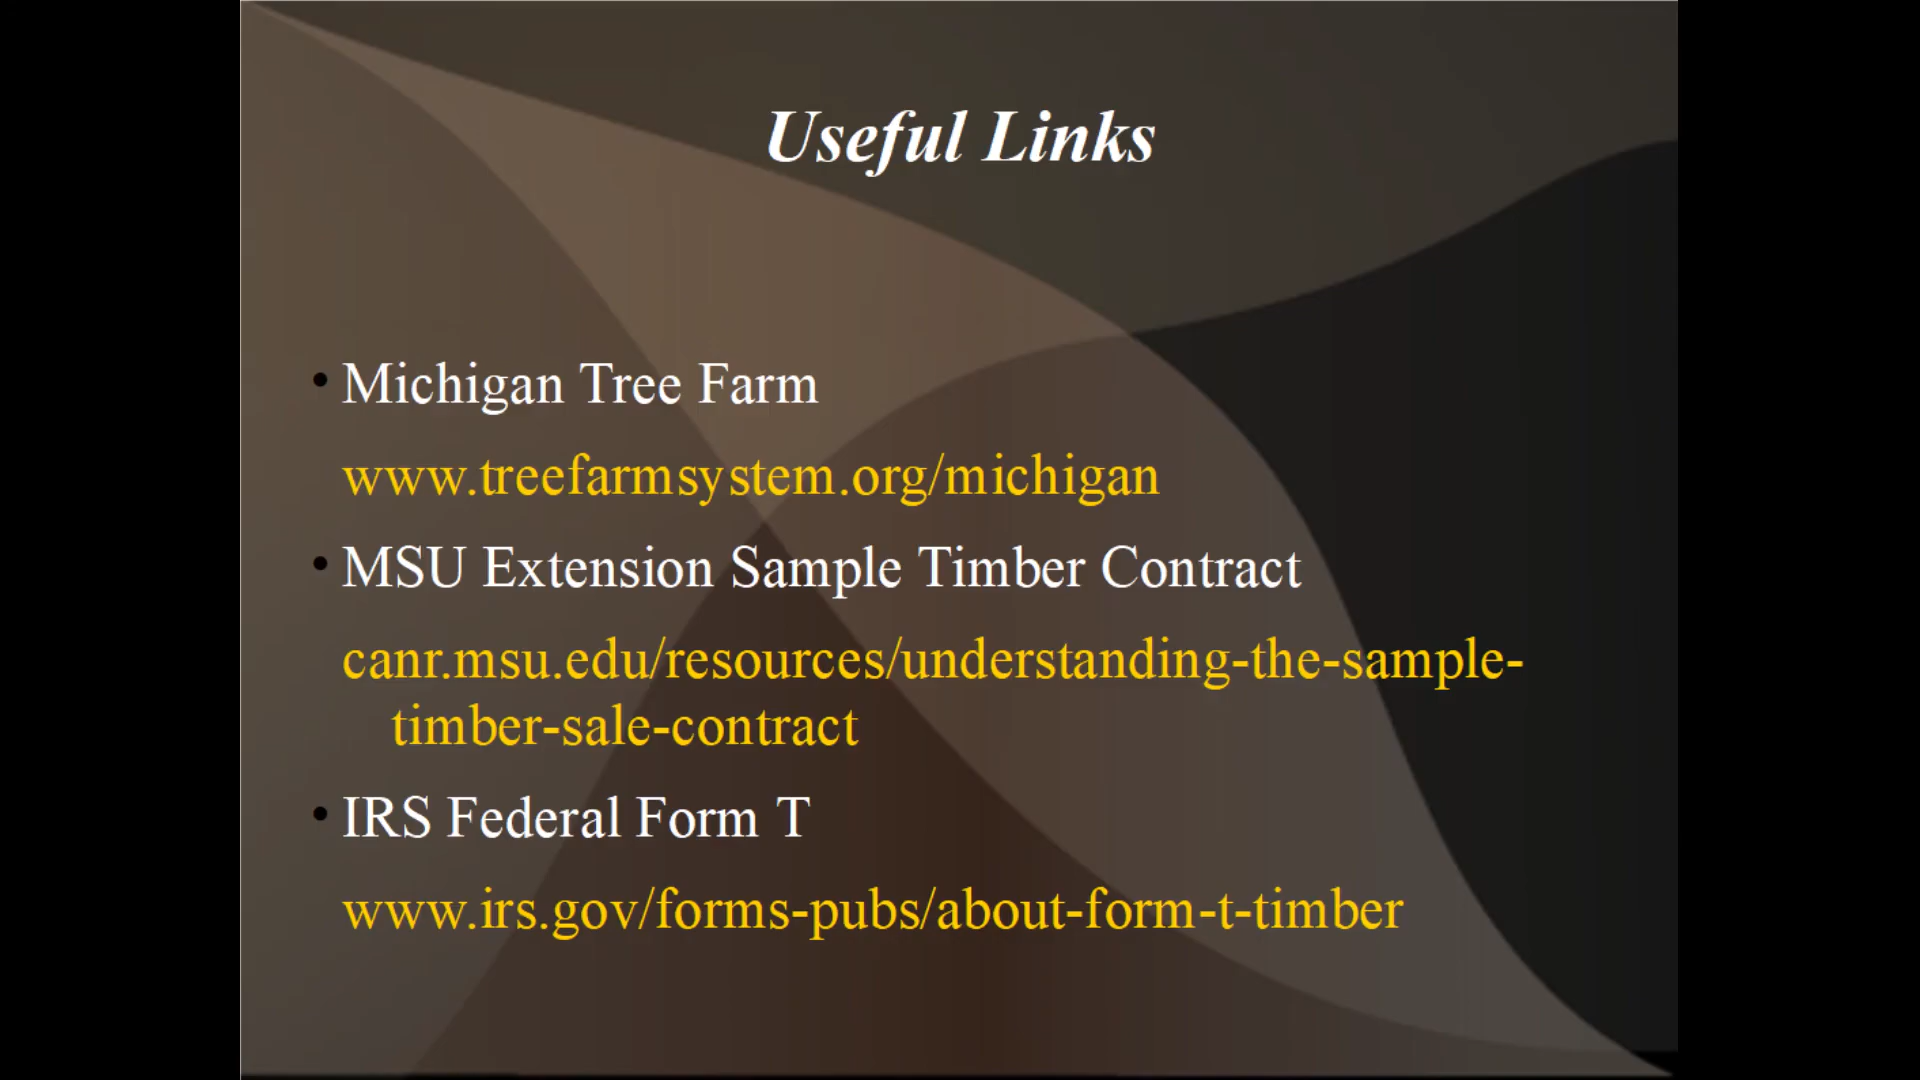 Useful Links
• Michigan Tree Farm
www.treefarmsystem.org/michigan
• MSU Extension Sample Timber Contract
canr.msu.edu/resources/understanding-the-sample-
timber-sale-contract
• IRS Federal Form T
www.irs.gov/forms-pubs/about-form-t-timber